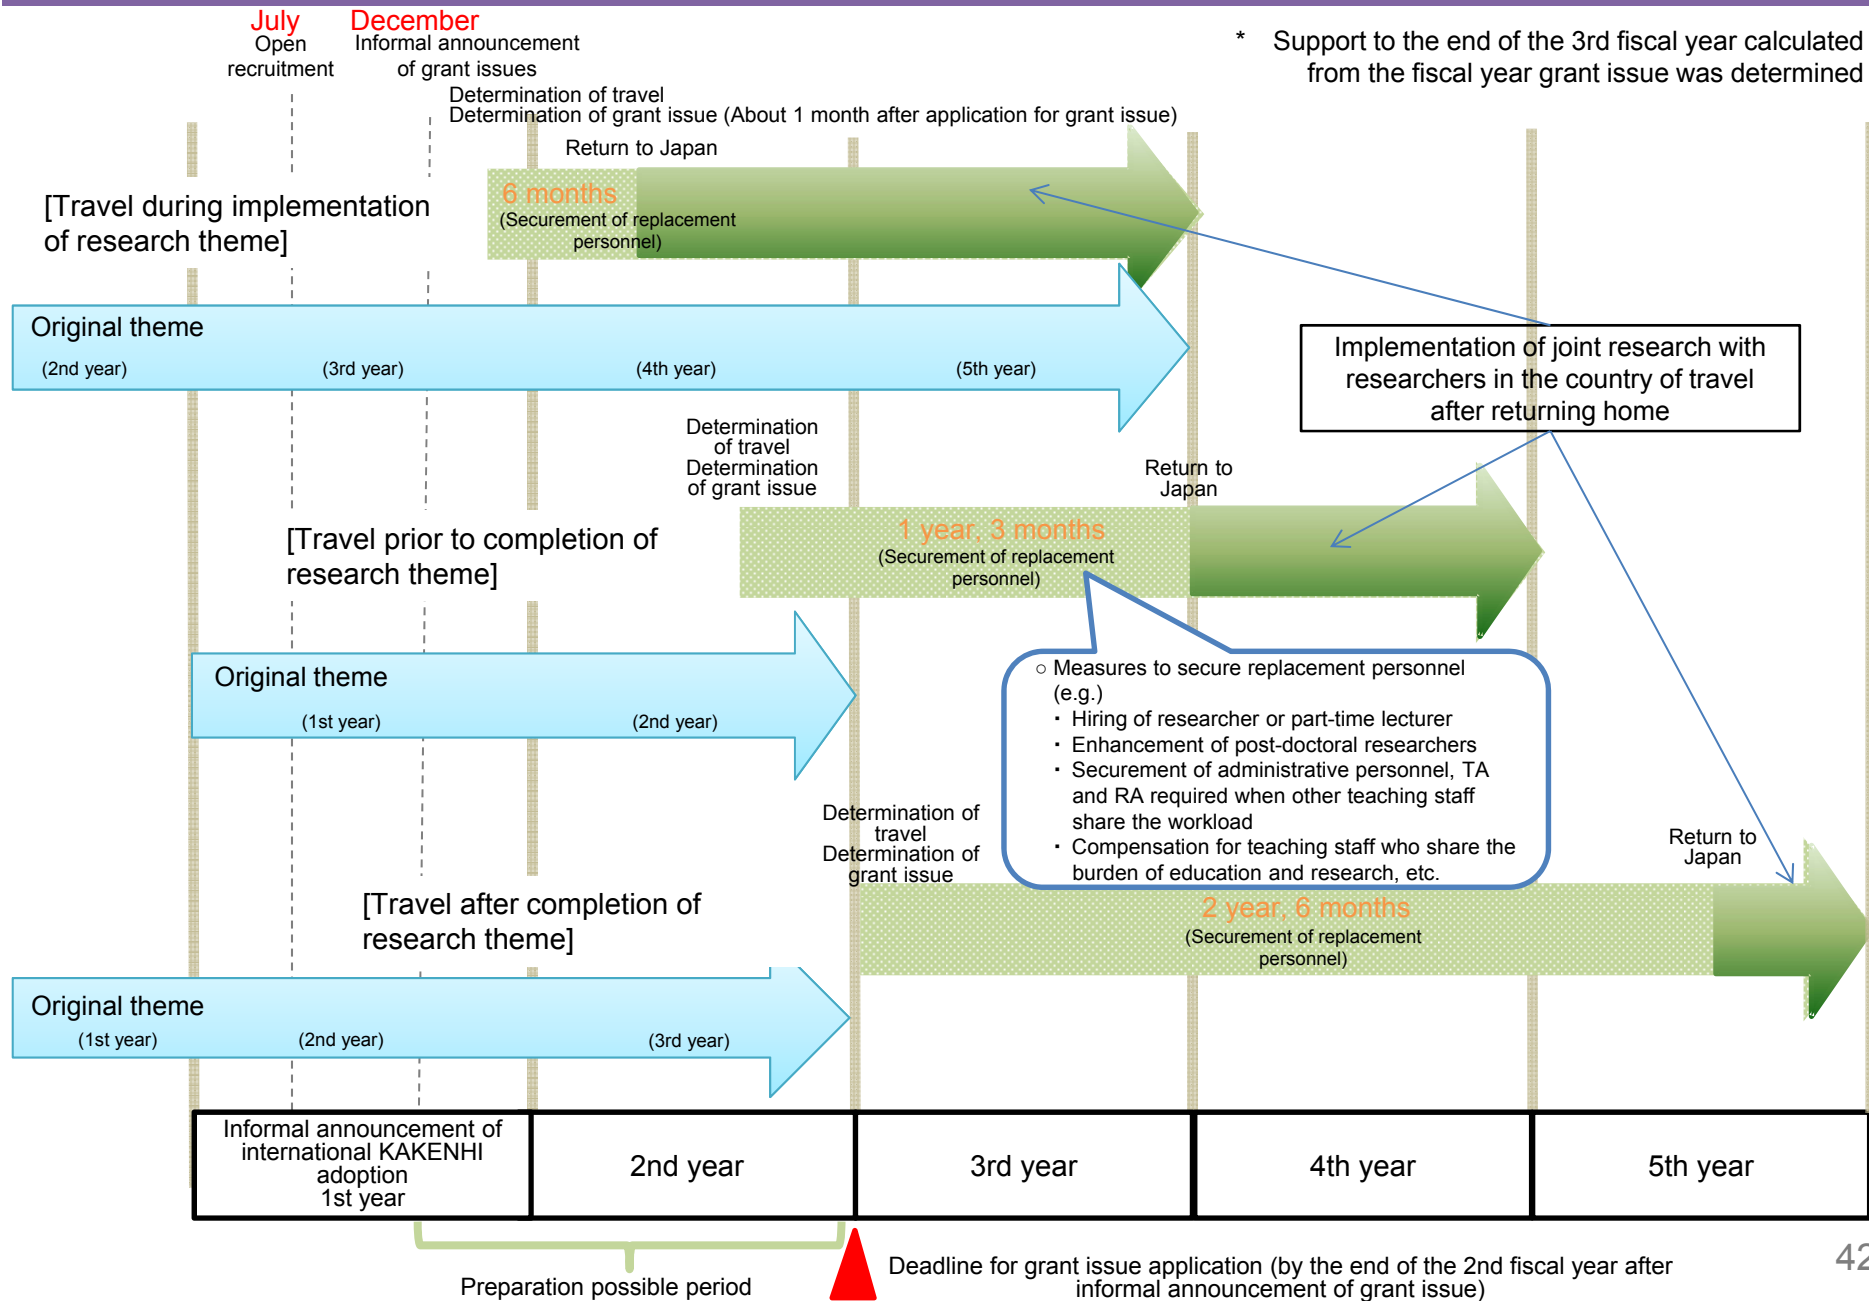 July
Open
recruitment
December
Informal announcement
of grant issues
* Support to the end of the 3rd fiscal year calculated
from the fiscal year grant issue was determined
Determination of travel
Determination of grant issue (About 1 month after application for grant issue)
Return to Japan
[Travel during implementation
of research theme]
6 months
(Securement of replacement
personnel)
Original theme
(2nd year)
(3rd year)
(4th year)
(5th year)
Implementation of joint research with
researchers in the country of travel
after returning home
Determination
of travel
Determination
of grant issue
Return to
Japan
[Travel prior to completion of
research theme]
1 year, 3 months
(Securement of replacement
personnel)
Original theme
(1st year)
(2nd year)
○ Measures to secure replacement personnel
(e.g.)
・ Hiring of researcher or part-time lecturer
・ Enhancement of post-doctoral researchers
・ Securement of administrative personnel, TA
and RA required when other teaching staff
share the workload
・ Compensation for teaching staff who share the
burden of education and research, etc.
Determination of
travel
Determination of
grant issue
Return to
Japan
[Travel after completion of
research theme]
2 year, 6 months
(Securement of replacement
personnel)
Original theme
(1st year)
(2nd year)
(3rd year)
Informal announcement of
international KAKENHI
adoption
1st year
2nd year
3rd year
4th year
5th year
Preparation possible period
Deadline for grant issue application (by the end of the 2nd fiscal year after
informal announcement of grant issue)
42